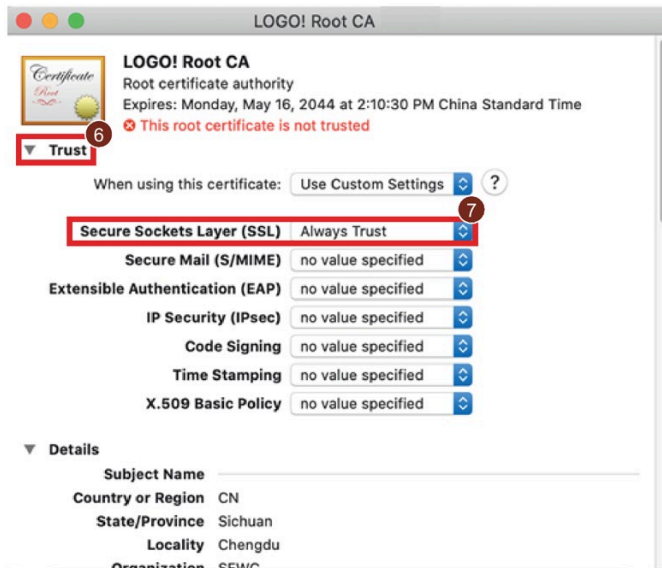 LOGO! Root CA
Certificate
Root
LOGO! Root CA
Root certificate authority
Expires: Monday, May 16, 2044 at 2:10:30 PM China Standard Time
This root certificate is not trusted
6
Trust
When using this certificate: Use Custom Settings ?
7
Secure Sockets Layer (SSL) Always Trust
Secure Mail (S/MIME) no value specified
Extensible Authentication (EAP) no value specified
IP Security (IPsec) no value specified
Code Signing no value specified
Time Stamping no value specified
X.509 Basic Policy no value specified
Details
Subject Name
Country or Region CN
State/Province Sichuan
Locality Chengdu
Organization SEWC